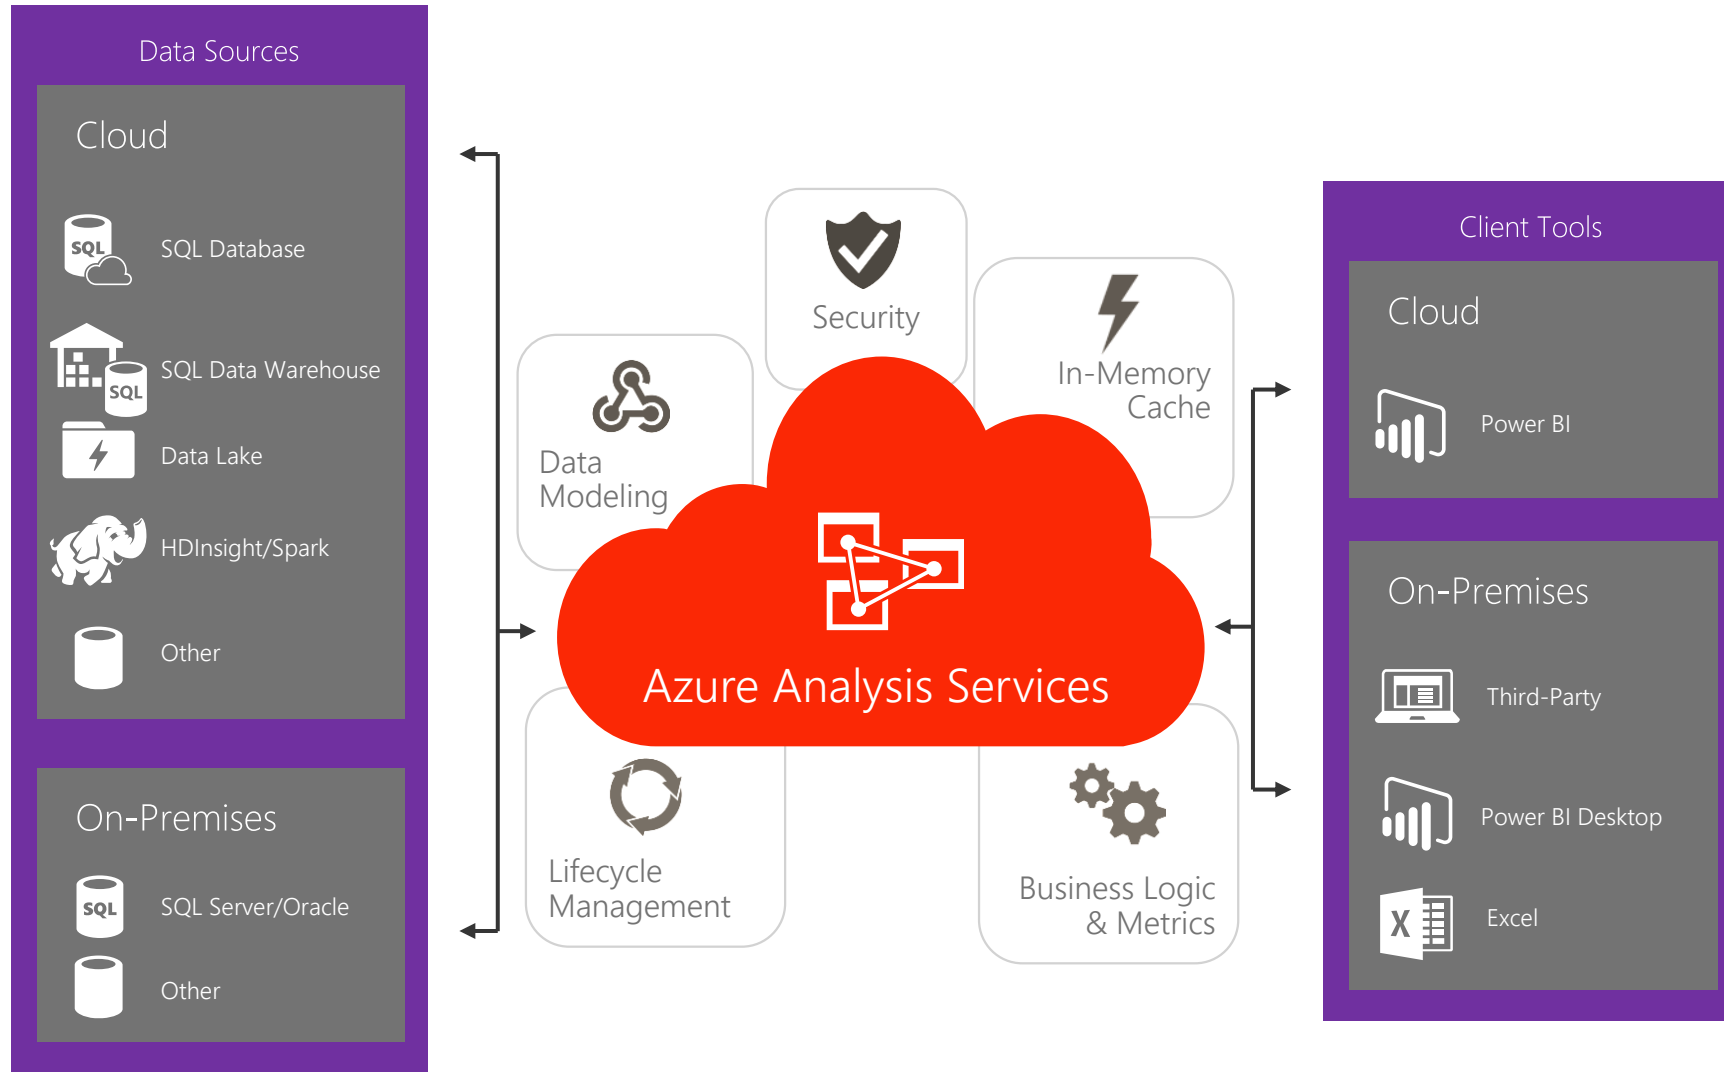 Data Sources
Cloud
SQL
SQL Database
SQL
SQL Data Warehouse
Data Lake
HDInsight/Spark
Other
On-Premises
SQL
SQL Server/Oracle
Other
Security
In-Memory
Cache
Data
Modeling
Azure Analysis Services
Lifecycle
Management
Business Logic
& Metrics
Client Tools
Cloud
Power BI
On-Premises
Third-Party
Power BI Desktop
X
Excel